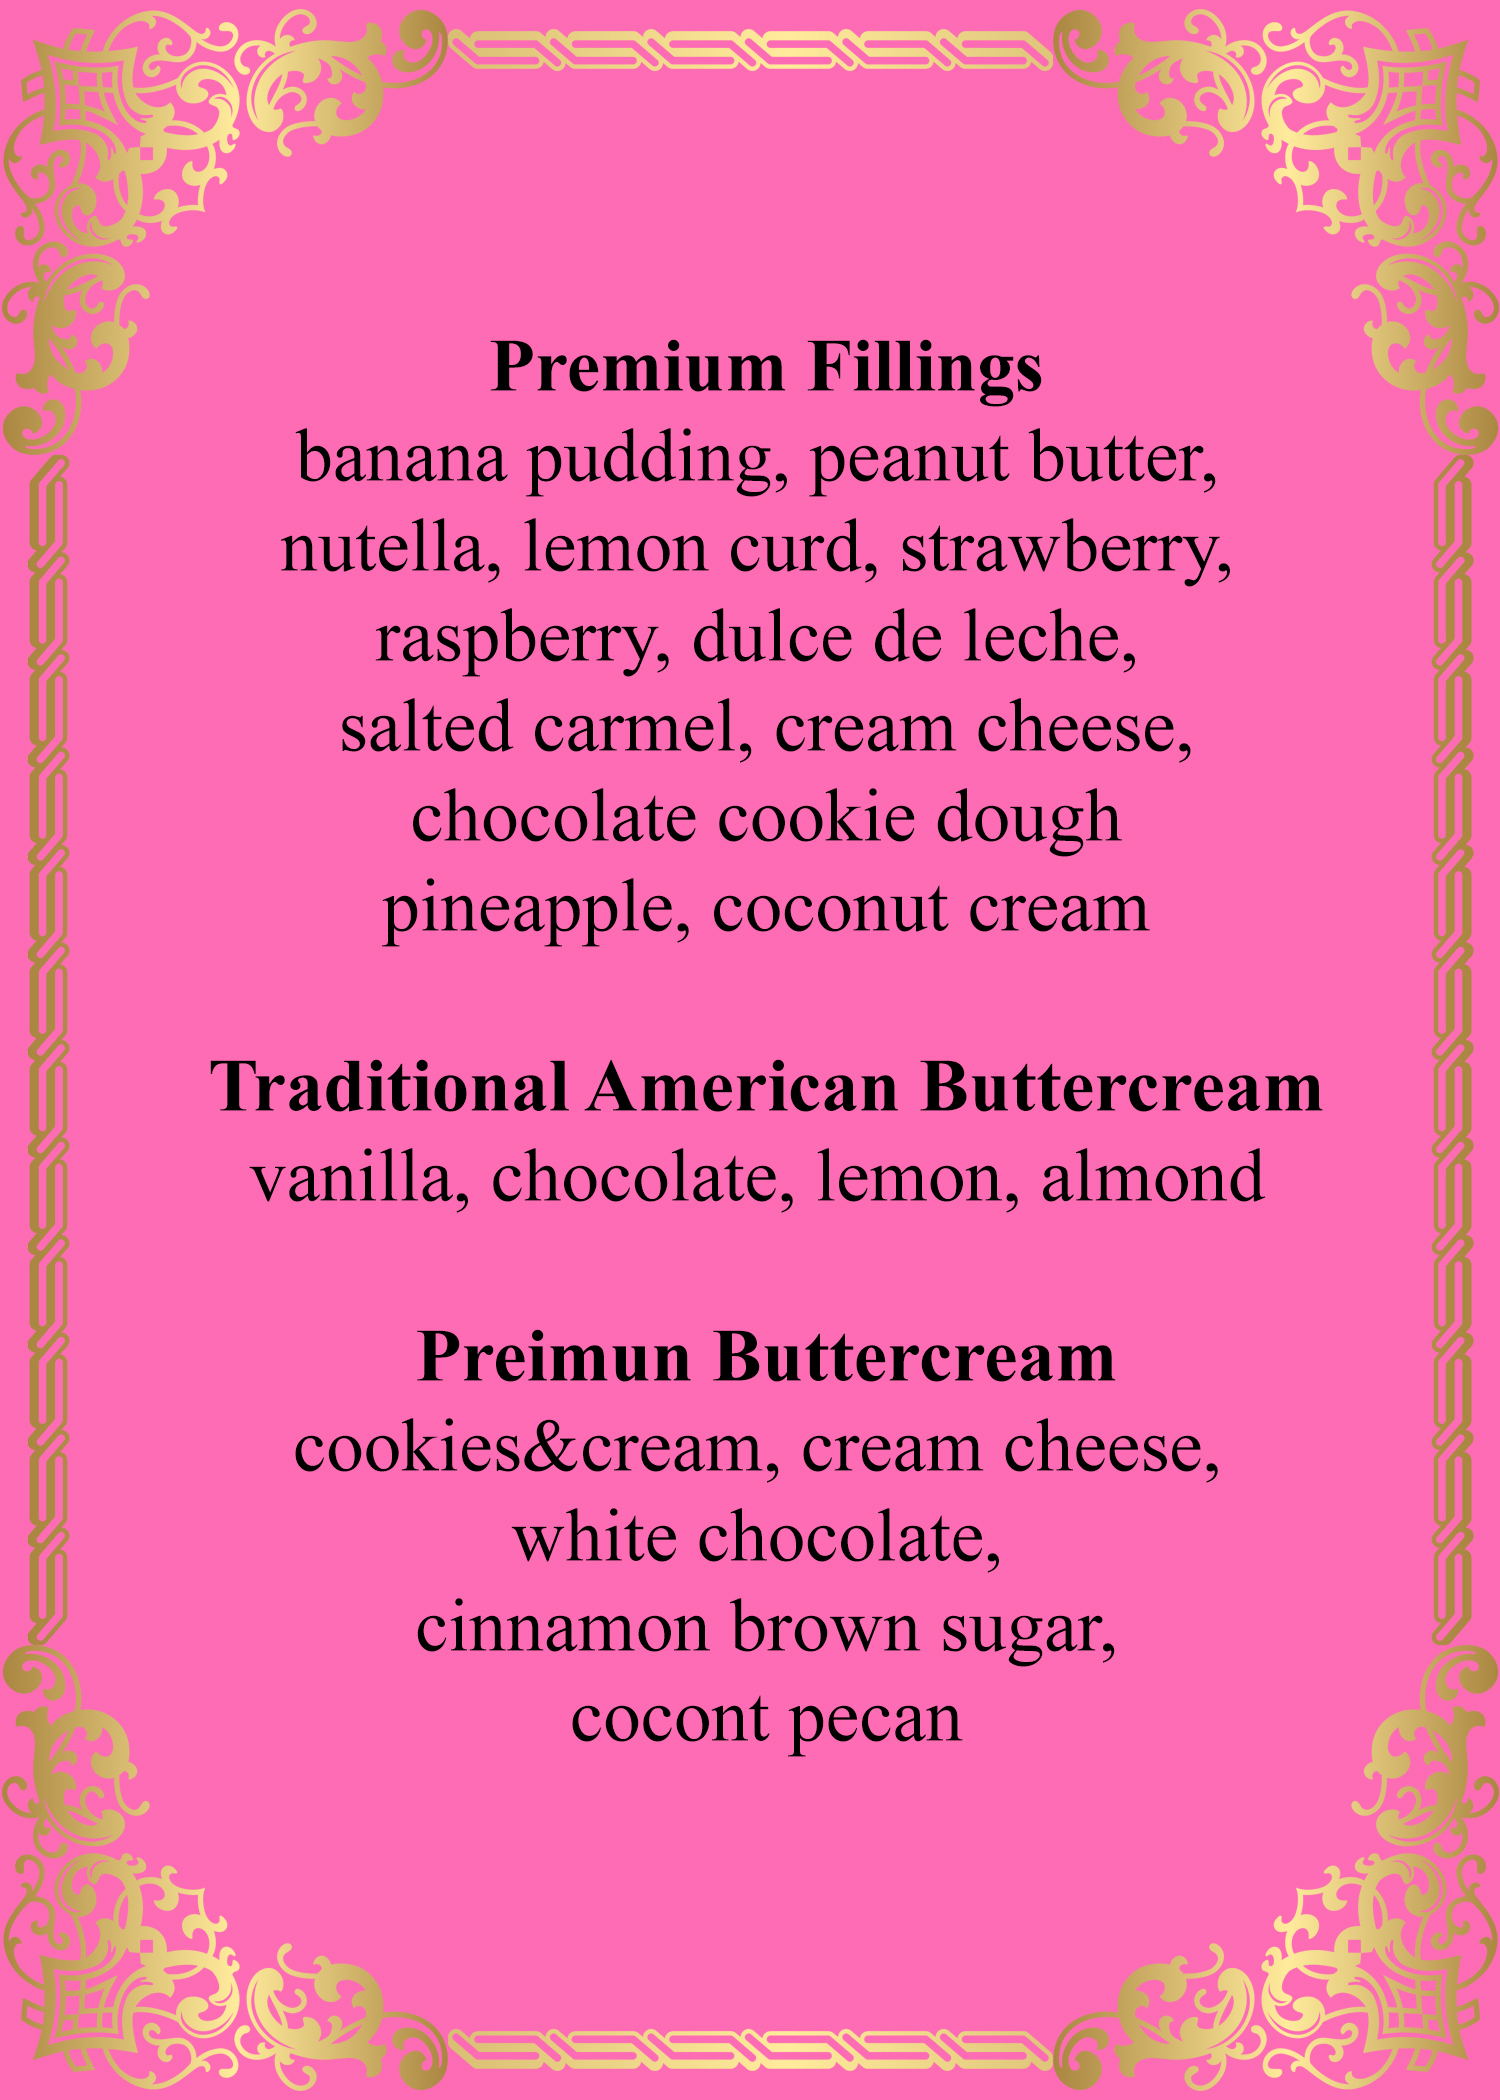 Premium Fillings
banana pudding, peanut butter,
nutella, lemon curd, strawberry,
raspberry, dulce de leche,
salted carmel, cream cheese,
chocolate cookie dough
pineapple, coconut cream
Traditional American Buttercream
vanilla, chocolate, lemon, almond
Preimun Buttercream
cookies&cream, cream cheese,
white chocolate,
cinnamon brown sugar,
cocont pecan